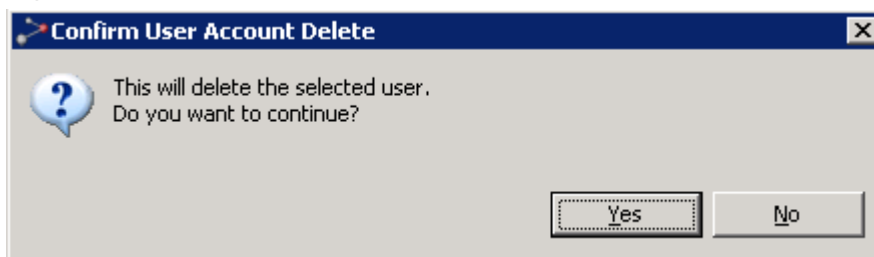 Confirm User Account Delete
This will delete the selected user.
Do you want to continue?
Yes No